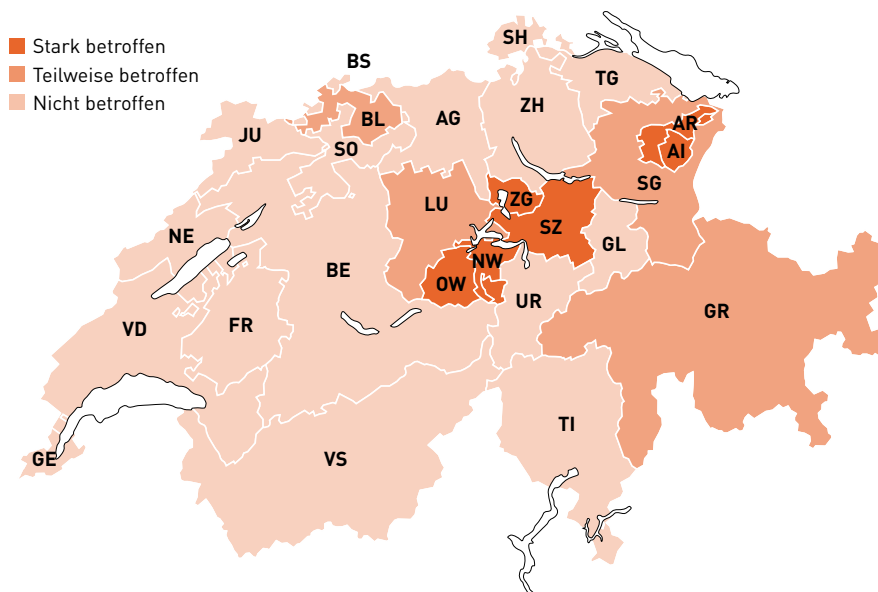 Stark betroffen
Teilweise betroffen
Nicht betroffen
SH
BS
TG
ZH
AG
BL
AR
JU
SO
AI
SG
ZG
LU
SZ
NE
GL
NW
BE
OW
UR
GR
VD
FR
TI
GE
VS